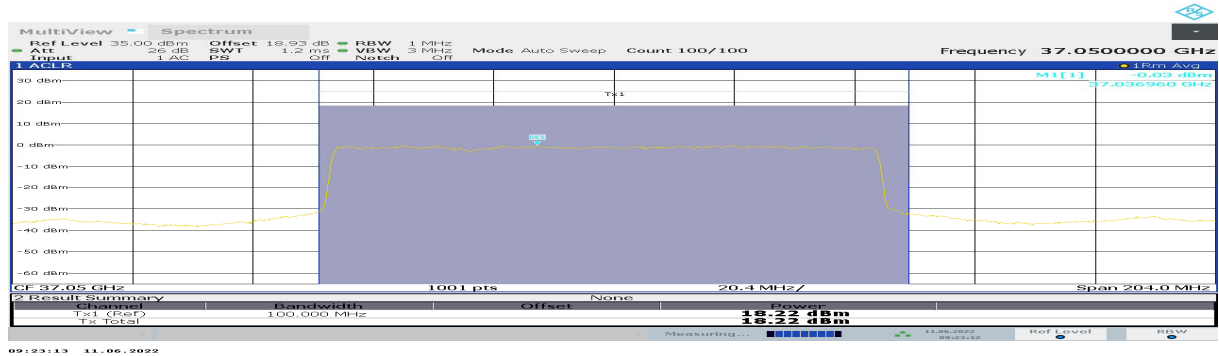 MultiView Spectrum
Ref Level 35.00 dBm Offset 18.93 dB RBW 1 MHz
Att 26 dB SWT 1.2 ms VBW 3 MHz Mode Auto Sweep Count 100/100 Frequency 37.0500000 GHz
Input 1 AC PS Off Notch Off
1 ACLR 1Rm Avg
M1[1] -0.03 dBm
37.036960 GHz
30 dBm
Tx1
20 dBm
10 dBm
M1
0 dBm
-10 dBm
-20 dBm
-30 dBm
-40 dBm
-50 dBm
-60 dBm
CF 37.05 GHz 1001 pts 20.4 MHz/ Span 204.0 MHz
2 Result Summary None
Channel Bandwidth Offset Power
Tx1 (Ref) 100.000 MHz 18.22 dBm
Tx Total 18.22 dBm
Measuring... 11.06.2022 Ref Level RBW
09:23:12
09:23:13 11.06.2022